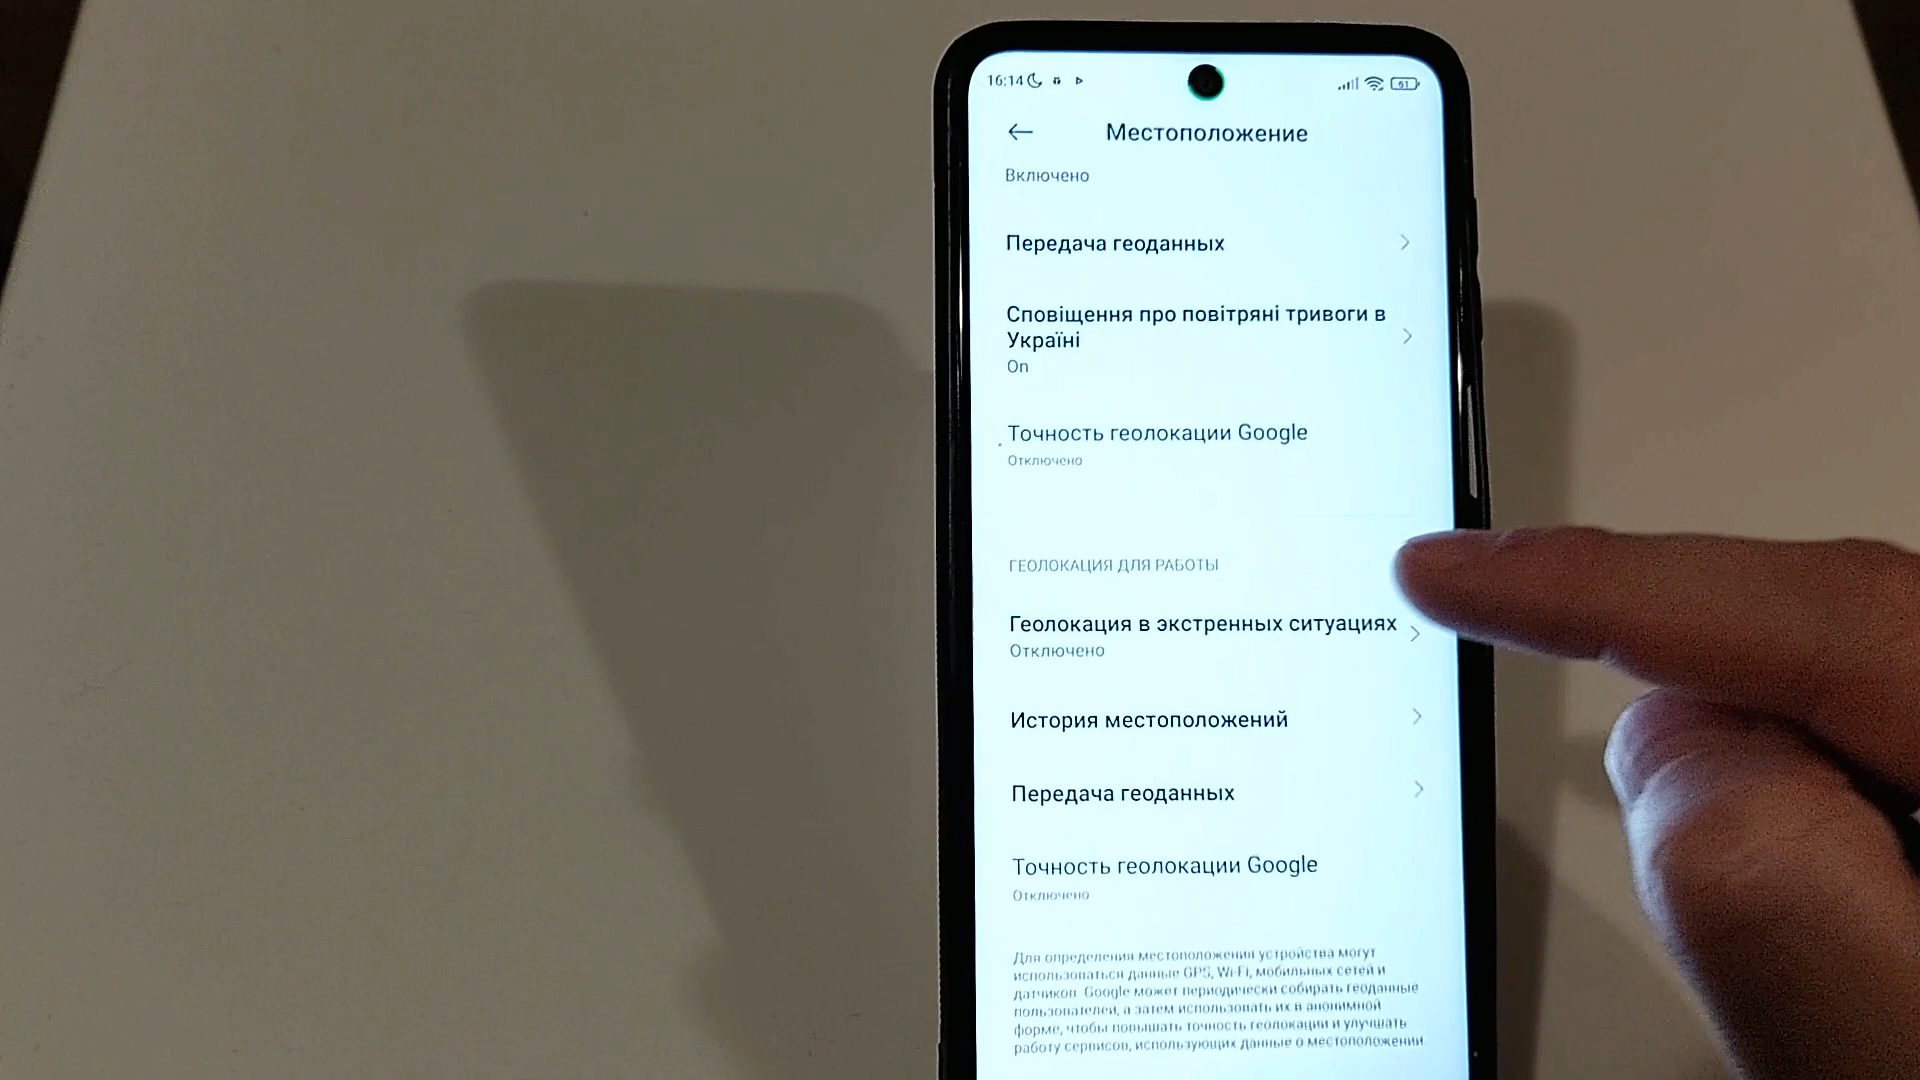 16:14
61
Местоположение
Включено
Передача геоданных
Сповіщення про повітряні тривоги в
Україні
On
Точность геолокации Google
Отключено
ГЕОЛОКАЦИЯ ДЛЯ РАБОТЫ
Геолокация в экстренных ситуациях
Отключено
История местоположений
Передача геоданных
Точность геолокации Google
Отключено
Для определения местоположения устройства могут
использоваться данные GPS, Wi-Fi, мобильных сетей и
датчиков. Google может периодически собирать геоданные
пользователей, а затем использовать их в анонимной
форме, чтобы повышать точность геолокации и улучшать
работу сервисов, использующих данные о местоположении.